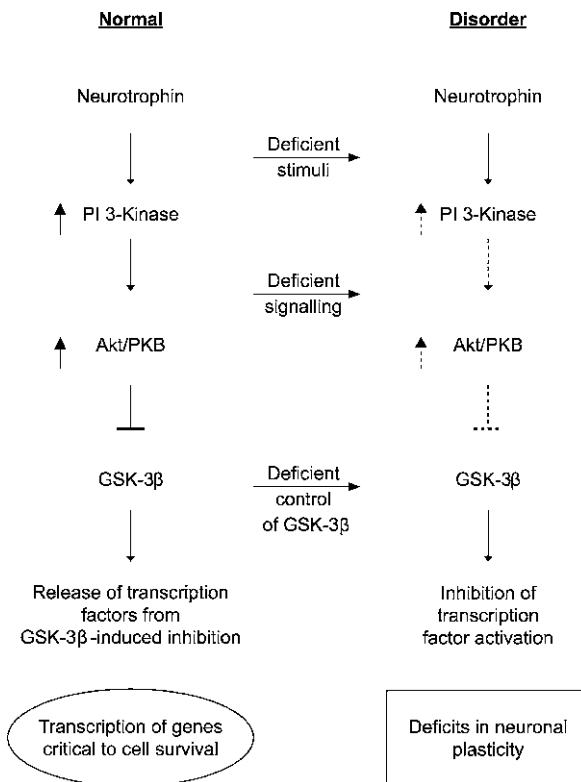 Normal
Disorder
Neurotrophin
Neurotrophin
Deficient
stimuli
PI 3-Kinase
PI 3-Kinase
Deficient
signalling
Akt/PKB
Akt/PKB
GSK-3β
Deficient
control
of GSK-3β
GSK-3β
Release of transcription
factors from
GSK-3β-induced inhibition
Inhibition of
transcription
factor activation
Transcription of genes
critical to cell survival
Deficits in neuronal
plasticity